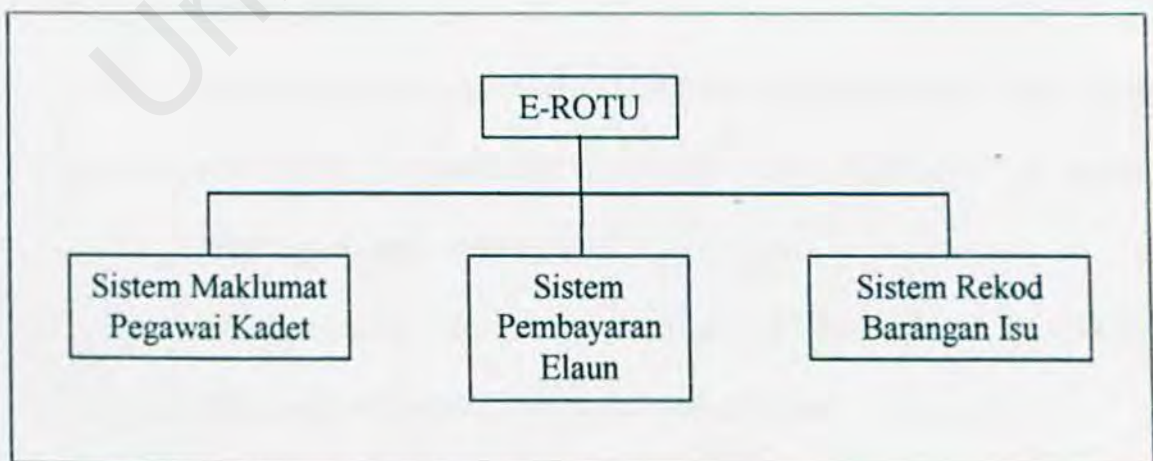 E-ROTU
Sistem Maklumat
Pegawai Kadet
Sistem
Pembayaran
Elaun
Sistem Rekod
Barangan Isu